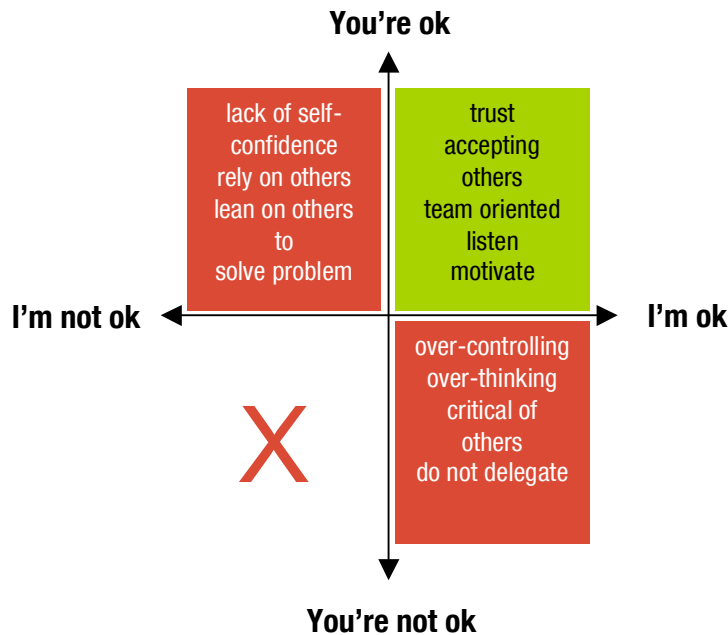 You're ok
lack of self-
confidence
rely on others
lean on others
to
solve problem
trust
accepting
others
team oriented
listen
motivate
I'm not ok
I'm ok
over-controlling
over-thinking
critical of
others
do not delegate
X
You're not ok